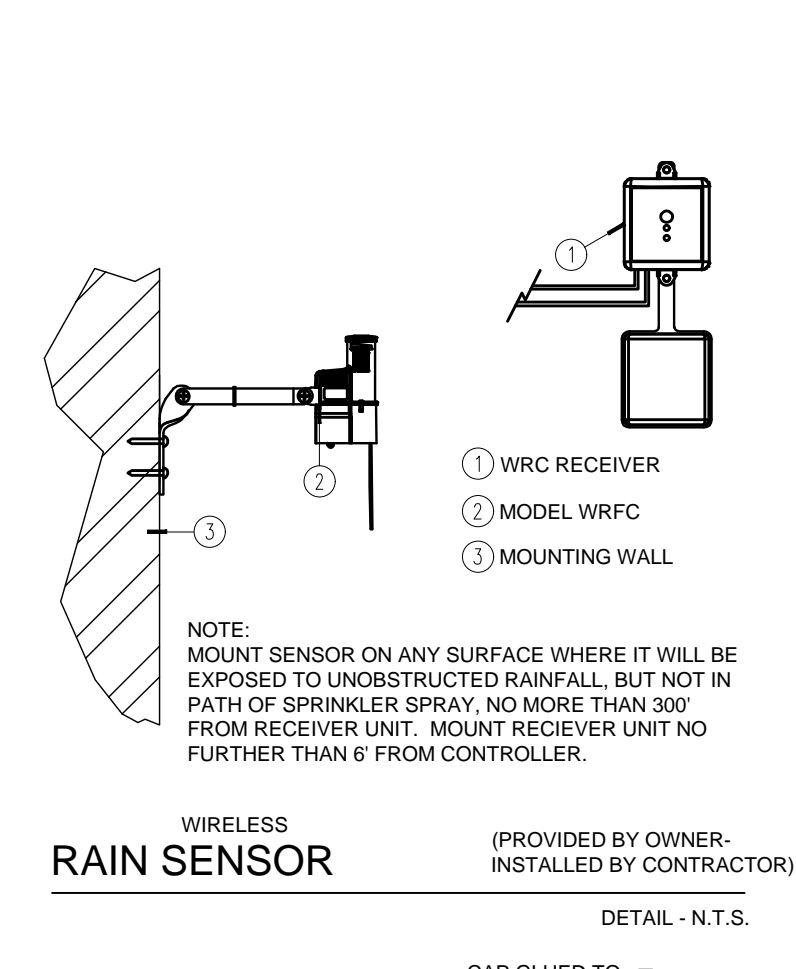 1
2
3
1 WRC RECEIVER
2 MODEL WRFC
3 MOUNTING WALL
NOTE:
MOUNT SENSOR ON ANY SURFACE WHERE IT WILL BE
EXPOSED TO UNOBSTRUCTED RAINFALL, BUT NOT IN
PATH OF SPRINKLER SPRAY, NO MORE THAN 300'
FROM RECEIVER UNIT. MOUNT RECIEVER UNIT NO
FURTHER THAN 6' FROM CONTROLLER.
WIRELESS
RAIN SENSOR
(PROVIDED BY OWNER-
INSTALLED BY CONTRACTOR)
DETAIL - N.T.S.
CAP GLUED TO